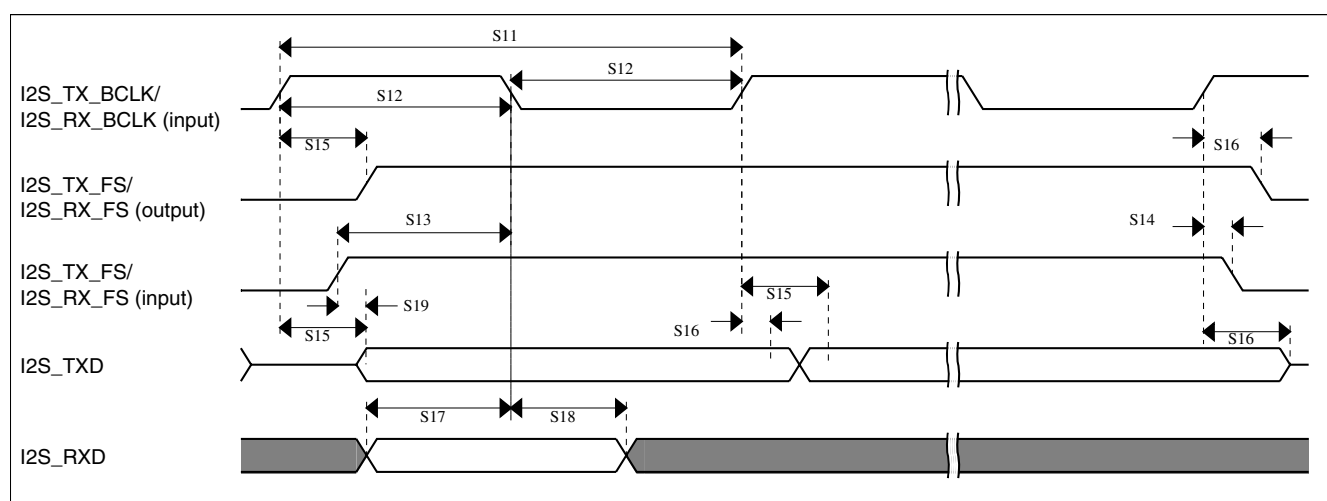 S11
S12
I2S_TX_BCLK/
I2S_RX_BCLK (input)
S12
S15
S16
I2S_TX_FS/
I2S_RX_FS (output)
S13
S14
I2S_TX_FS/
I2S_RX_FS (input)
S15
S19
S15
S16
S16
I2S_TXD
S17
S18
I2S_RXD